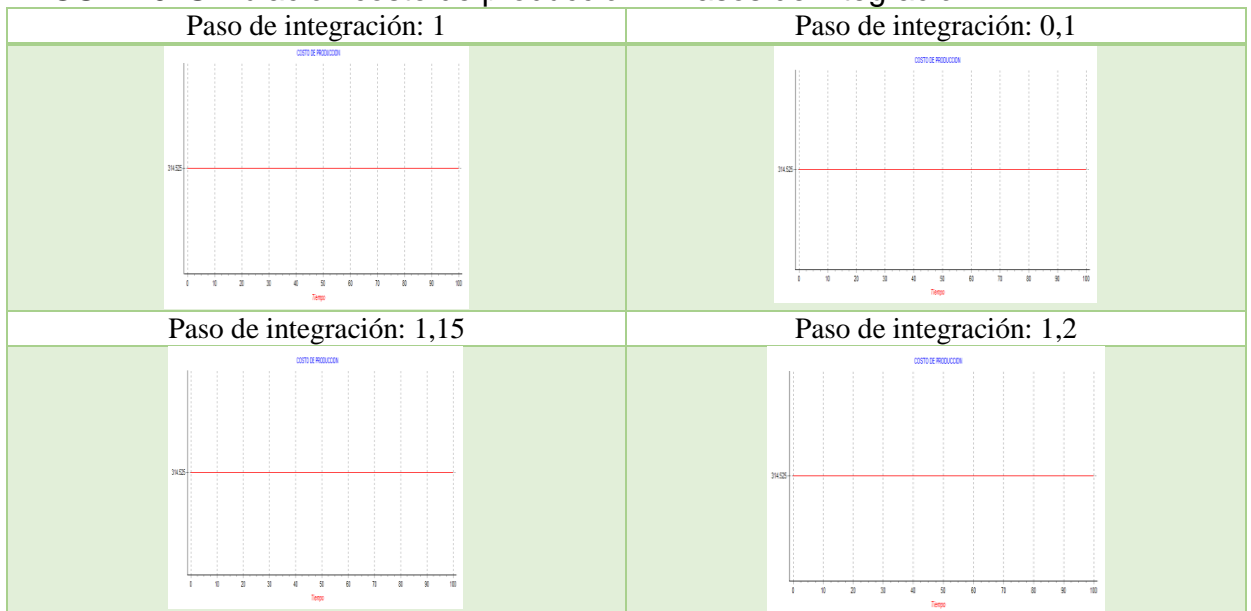 Paso de integración: 1
Paso de integración: 0,1
COSTO DE PRODUCCION
314.525
0 10 20 30 40 50 60 70 80 90 100
Tiempo
COSTO DE PRODUCCION
314.525
0 10 20 30 40 50 60 70 80 90 100
Tiempo
Paso de integración: 1,15
Paso de integración: 1,2
COSTO DE PRODUCCION
314.525
0 10 20 30 40 50 60 70 80 90 100
Tiempo
COSTO DE PRODUCCION
314.525
0 10 20 30 40 50 60 70 80 90 100
Tiempo